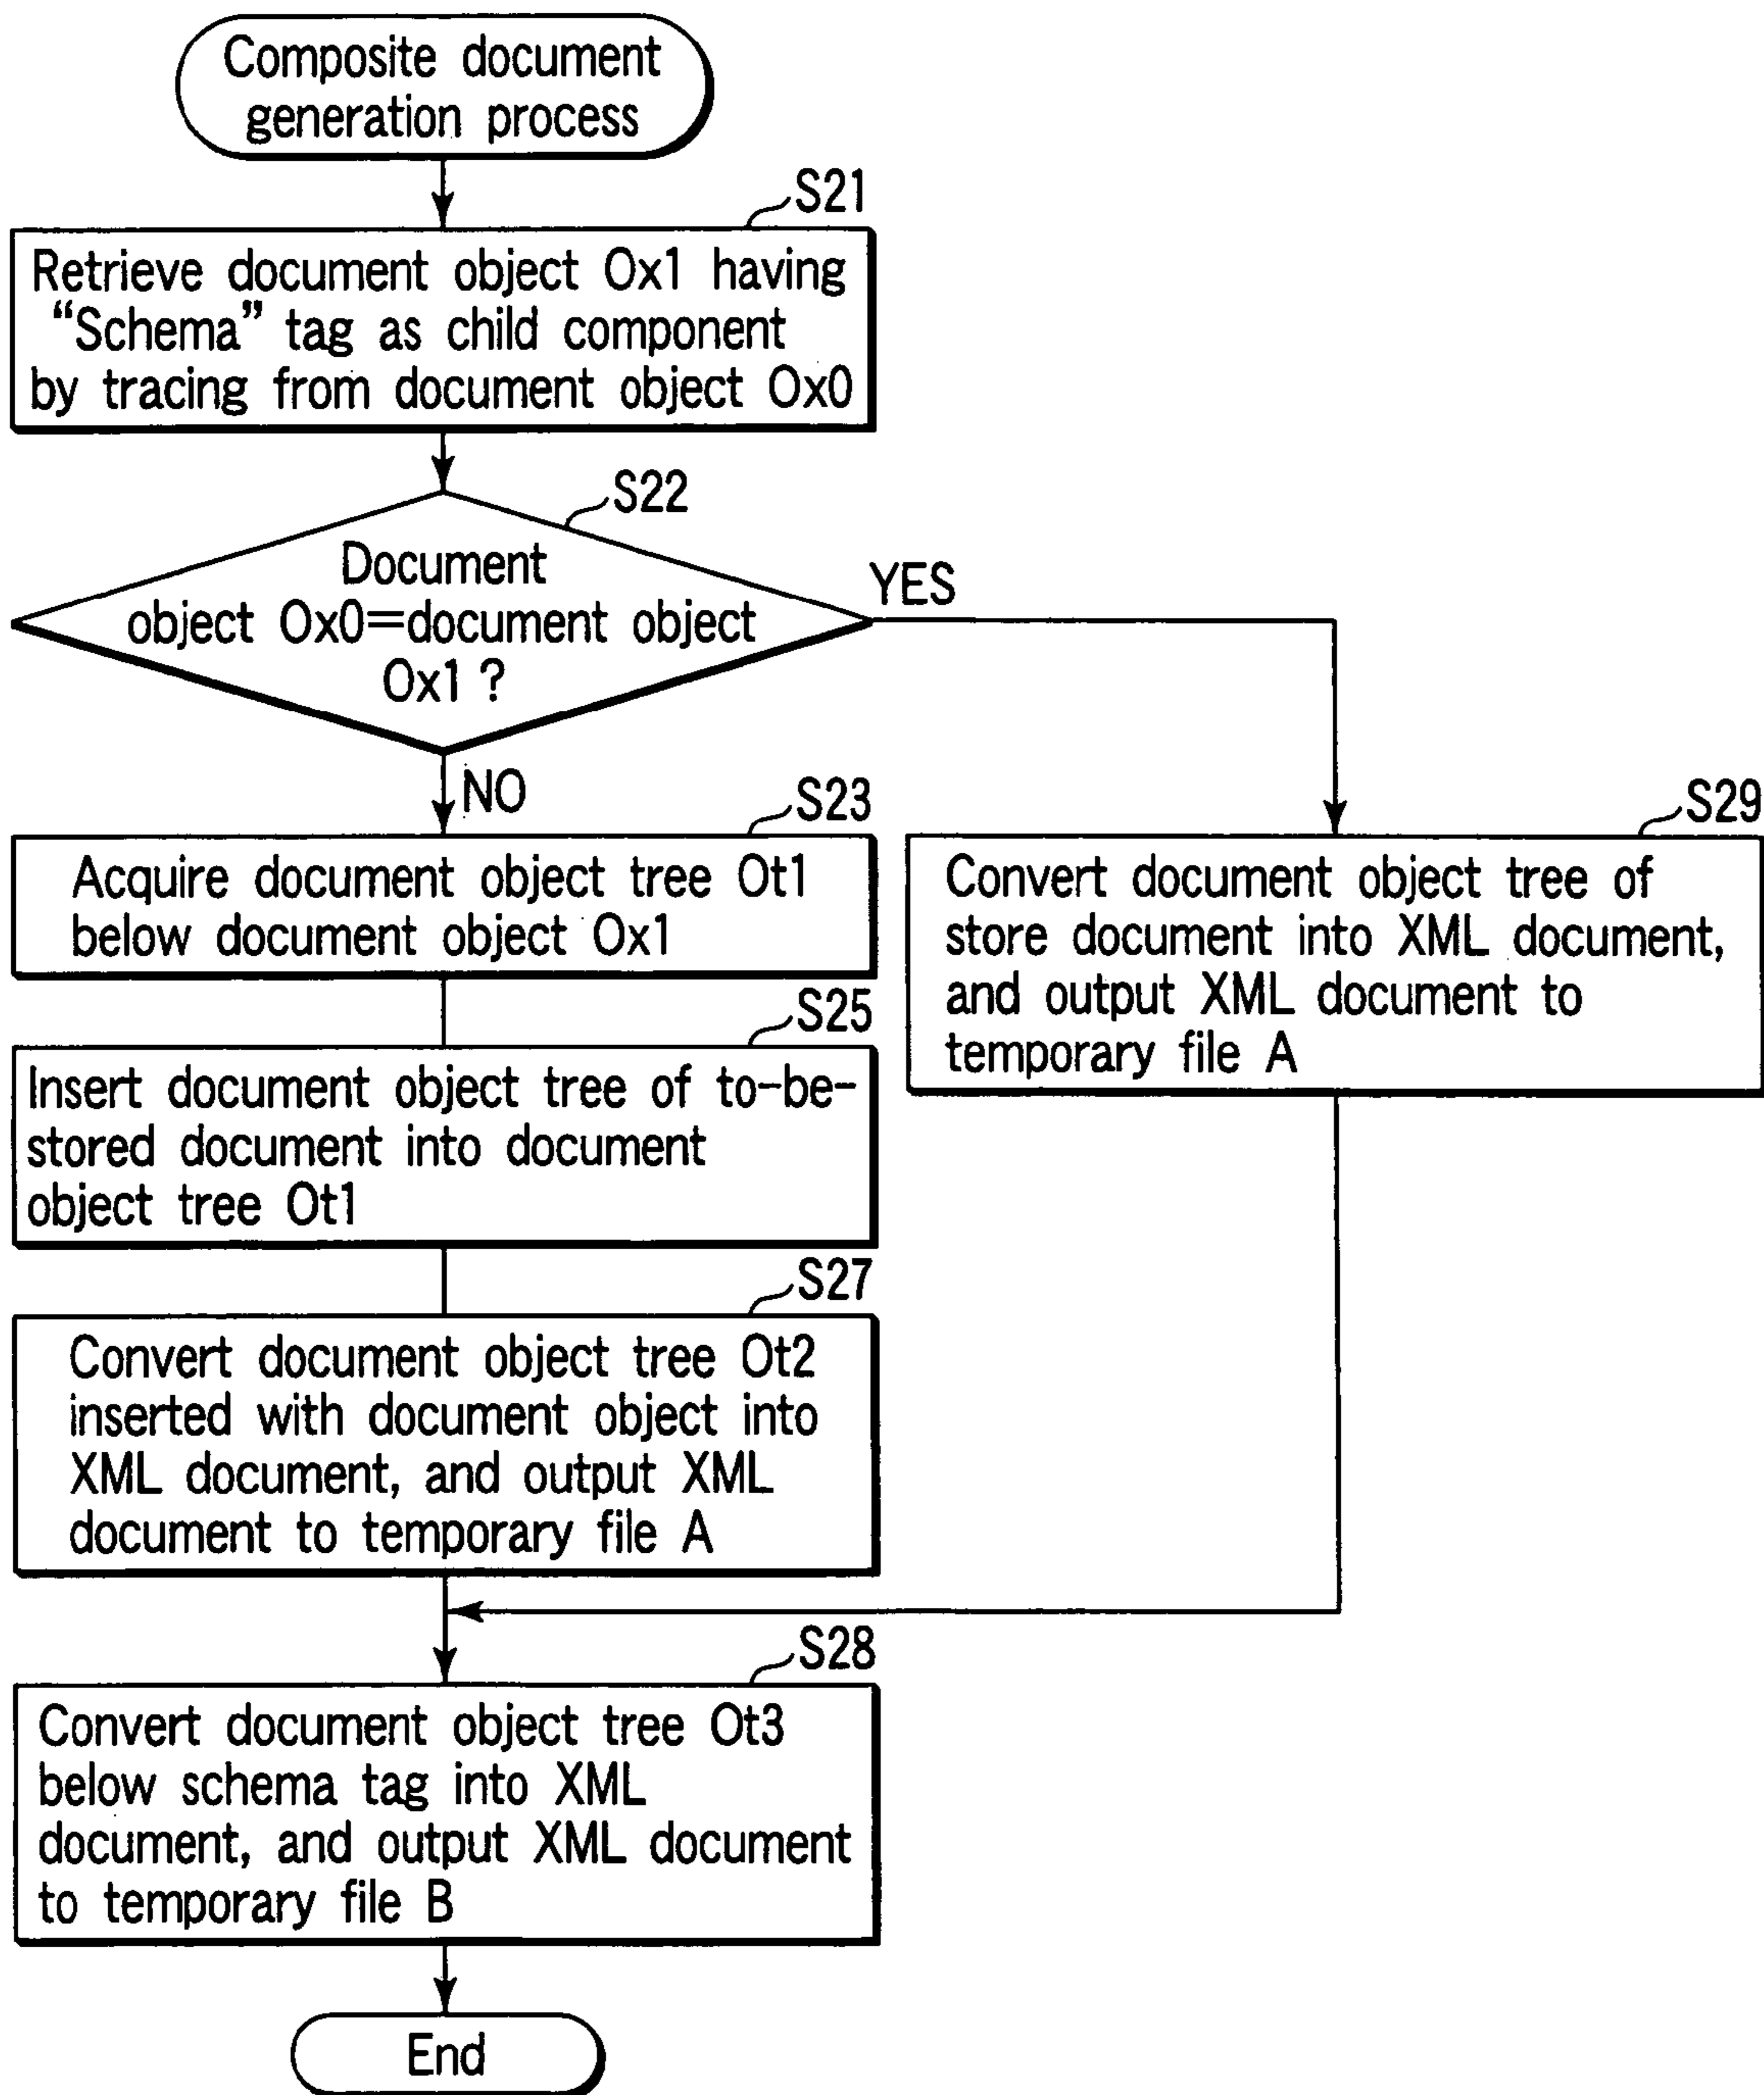 Composite document
generation process
S21
Retrieve document object Ox1 having
“Schema” tag as child component
by tracing from document object Ox0
S22
Document
object Ox0=document object
Ox1 ?
YES
NO
S23
Acquire document object tree Ot1
below document object Ox1
S29
Convert document object tree of
store document into XML document,
and output XML document to
temporary file A
S25
Insert document object tree of to-be-
stored document into document
object tree Ot1
S27
Convert document object tree Ot2
inserted with document object into
XML document, and output XML
document to temporary file A
S28
Convert document object tree Ot3
below schema tag into XML
document, and output XML document
to temporary file B
End